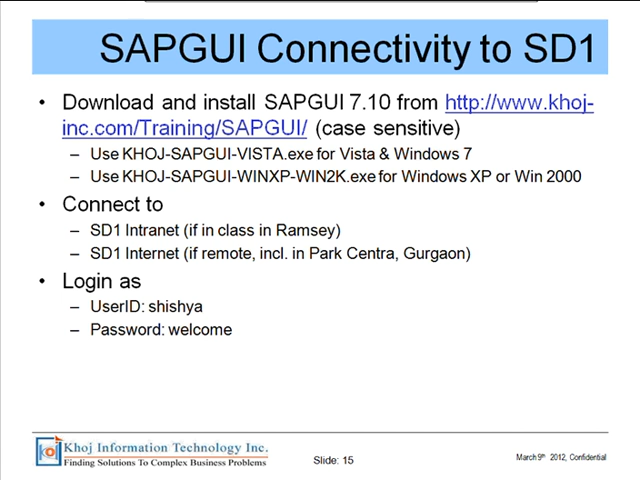 SAPGUI Connectivity to SD1
• Download and install SAPGUI 7.10 from http://www.khoj-
inc.com/Training/SAPGUI/ (case sensitive)
– Use KHOJ-SAPGUI-VISTA.exe for Vista & Windows 7
– Use KHOJ-SAPGUI-WINXP-WIN2K.exe for Windows XP or Win 2000
• Connect to
– SD1 Intranet (if in class in Ramsey)
– SD1 Internet (if remote, incl. in Park Centra, Gurgaon)
• Login as
– UserID: shishya
– Password: welcome
Khoj Information Technology Inc.
Finding Solutions To Complex Business Problems
Slide: 15
March 9th 2012, Confidential